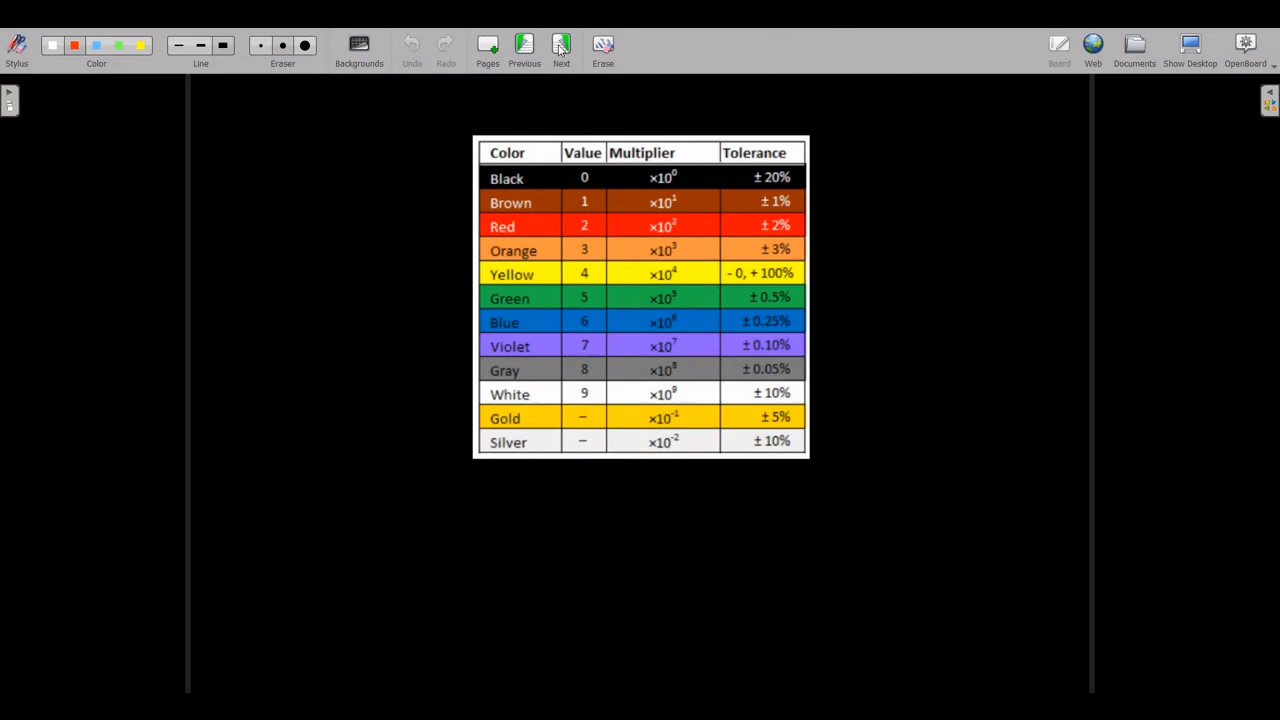 Stylus Color Line Eraser Backgrounds Undo Redo Pages Previous Next Erase Board Web Documents Show Desktop OpenBoard
Color Value Multiplier Tolerance
Black 0 ×10⁰ ± 20%
Brown 1 ×10¹ ± 1%
Red 2 ×10² ± 2%
Orange 3 ×10³ ± 3%
Yellow 4 ×10⁴ - 0, + 100%
Green 5 ×10⁵ ± 0.5%
Blue 6 ×10⁶ ± 0.25%
Violet 7 ×10⁷ ± 0.10%
Gray 8 ×10⁸ ± 0.05%
White 9 ×10⁹ ± 10%
Gold – ×10⁻¹ ± 5%
Silver – ×10⁻² ± 10%